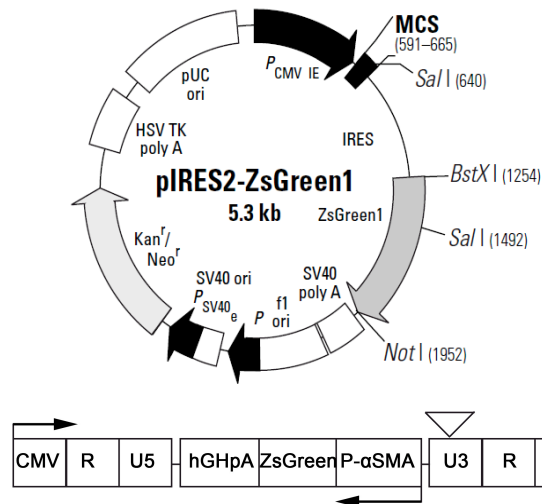 MCS
(591–665)
Sal I (640)
P CMV IE
pUC
ori
HSV TK
poly A
IRES
pIRES2-ZsGreen1
5.3 kb
BstX I (1254)
ZsGreen1
Sal I (1492)
Kanʳ/
Neoʳ
SV40 ori
P SV40 e
P
f1
ori
SV40
poly A
Not I (1952)
CMV R U5 hGHpA ZsGreen P-αSMA U3 R